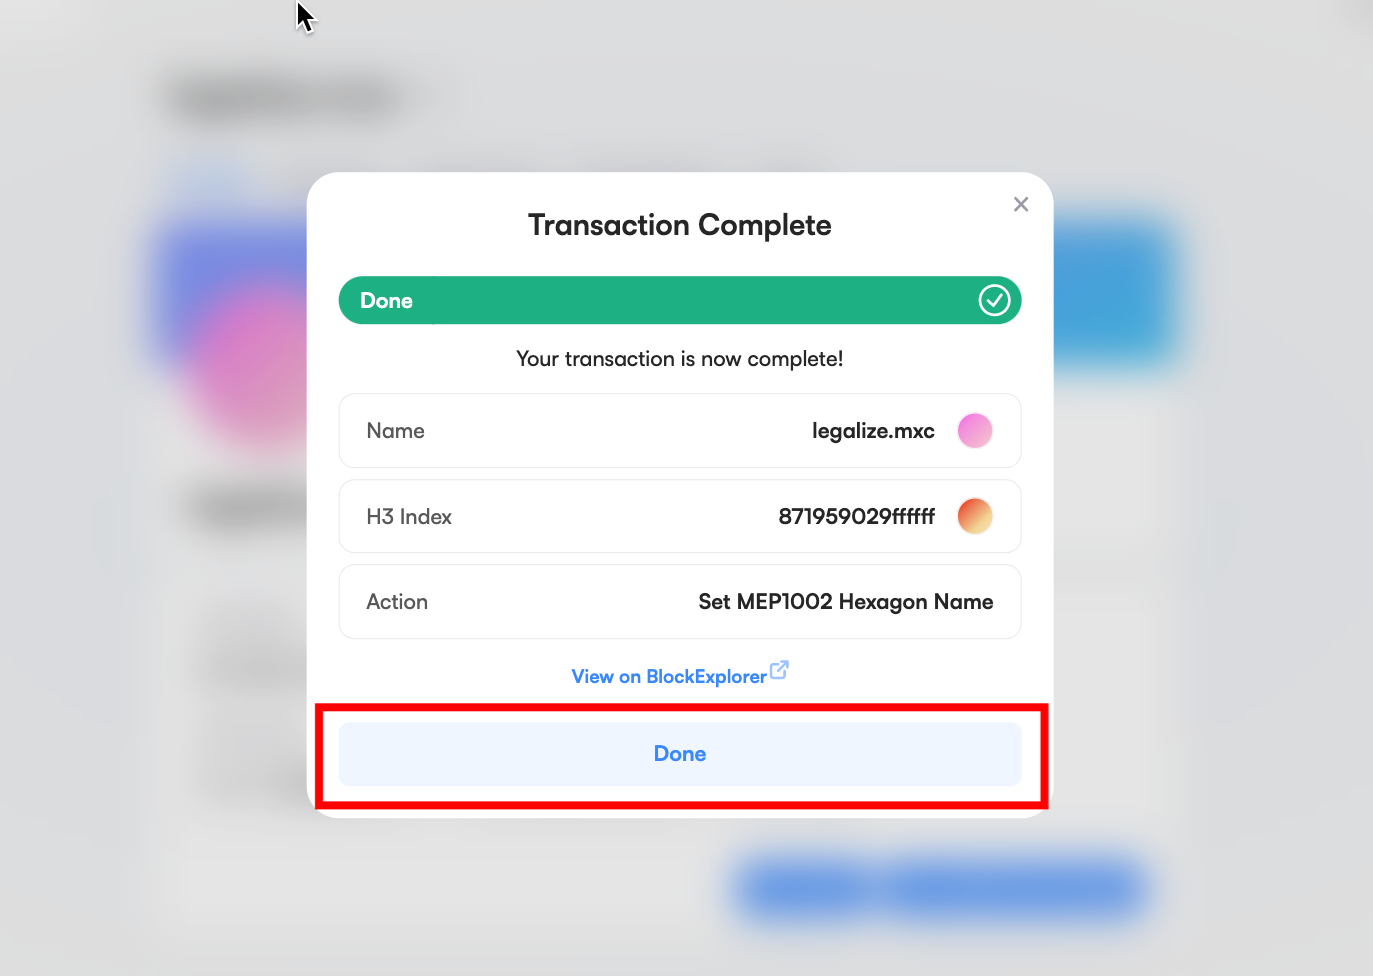 Transaction Complete
Done
Your transaction is now complete!
Name legalize.mxc
H3 Index 871959029ffffff
Action Set MEP1002 Hexagon Name
View on BlockExplorer
Done